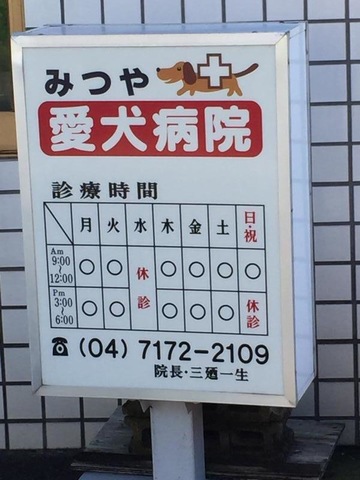 みつや
愛犬病院
診療時間
月 火 水 木 金 土 日・祝
Am 9:00~12:00 ○ ○ 休診 ○ ○ ○ ○
Pm 3:00~6:00 ○ ○ ○ ○ ○ 休診
☎ (04) 7172-2109
院長・三廼一生